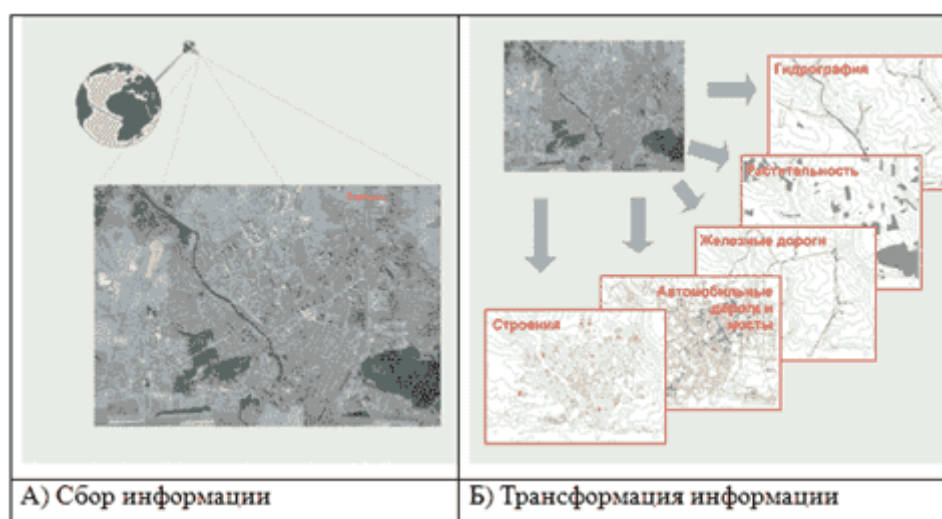 Гидрография
Растительность
Железные дороги
Автомобильные
дороги и
мосты
Строения
А) Сбор информации
Б) Трансформация информации